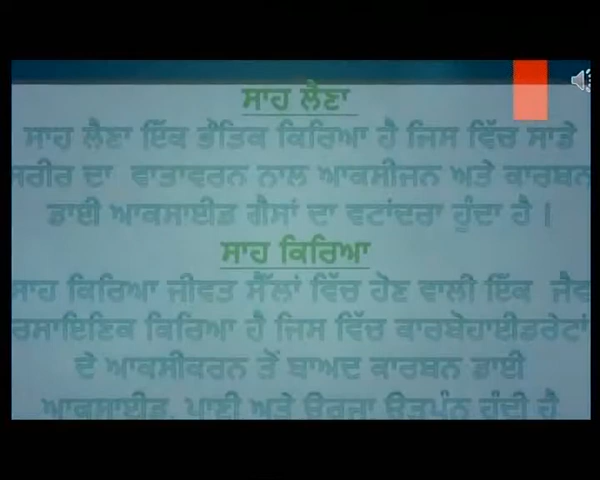 ਸਾਹ ਲੈਣਾ
ਸਾਹ ਲੈਣਾ ਇੱਕ ਭੌਤਿਕ ਕਿਰਿਆ ਹੈ ਜਿਸ ਵਿੱਚ ਸਾਡੇ
ਸਰੀਰ ਦਾ ਵਾਤਾਵਰਨ ਨਾਲ ਆਕਸੀਜਨ ਅਤੇ ਕਾਰਬਨ
ਡਾਈ ਆਕਸਾਈਡ ਗੈਸਾਂ ਦਾ ਵਟਾਂਦਰਾ ਹੁੰਦਾ ਹੈ ।
ਸਾਹ ਕਿਰਿਆ
ਸਾਹ ਕਿਰਿਆ ਜੀਵਤ ਸੈੱਲਾਂ ਵਿੱਚ ਹੋਣ ਵਾਲੀ ਇੱਕ ਜੈਵ
ਰਸਾਇਣਿਕ ਕਿਰਿਆ ਹੈ ਜਿਸ ਵਿੱਚ ਕਾਰਬੋਹਾਈਡਰੇਟਾਂ
ਦੇ ਆਕਸੀਕਰਨ ਤੋਂ ਬਾਅਦ ਕਾਰਬਨ ਡਾਈ
ਆਕਸਾਈਡ, ਪਾਣੀ ਅਤੇ ਊਰਜਾ ਉਤਪੰਨ ਹੁੰਦੀ ਹੈ